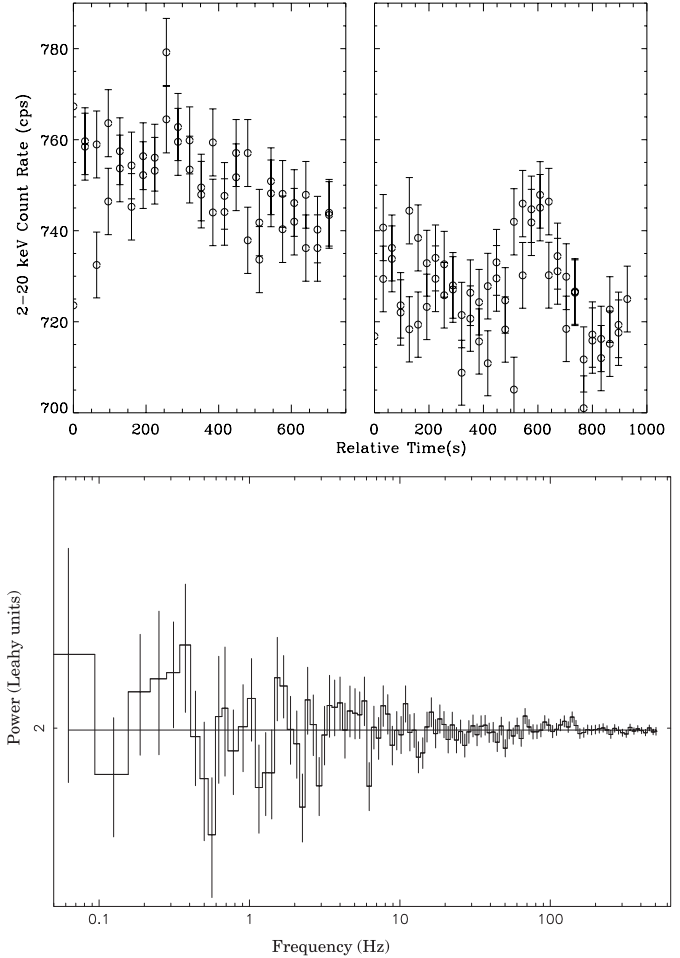 2−20 keV Count Rate (cps)
780
760
740
720
700
0 200 400 600
0 200 400 600 800 1000
Relative Time(s)
Power (Leahy units)
2
0.1 1 10 100
Frequency (Hz)